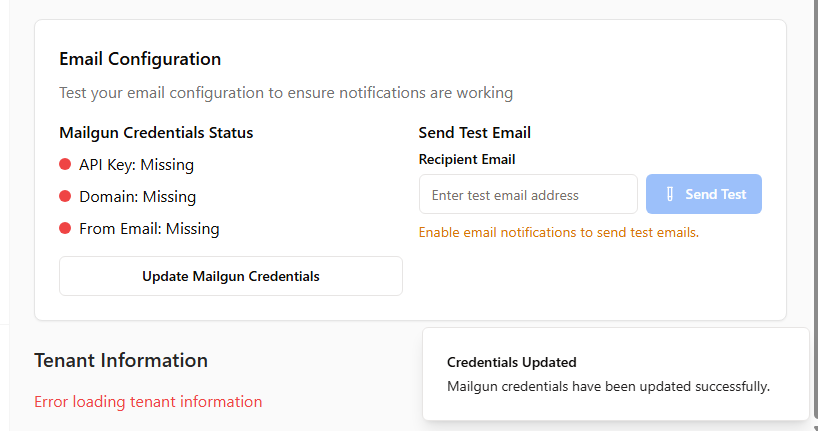 Email Configuration
Test your email configuration to ensure notifications are working
Mailgun Credentials Status
API Key: Missing
Domain: Missing
From Email: Missing
Update Mailgun Credentials
Send Test Email
Recipient Email
Enter test email address
Send Test
Enable email notifications to send test emails.
Tenant Information
Error loading tenant information
Credentials Updated
Mailgun credentials have been updated successfully.